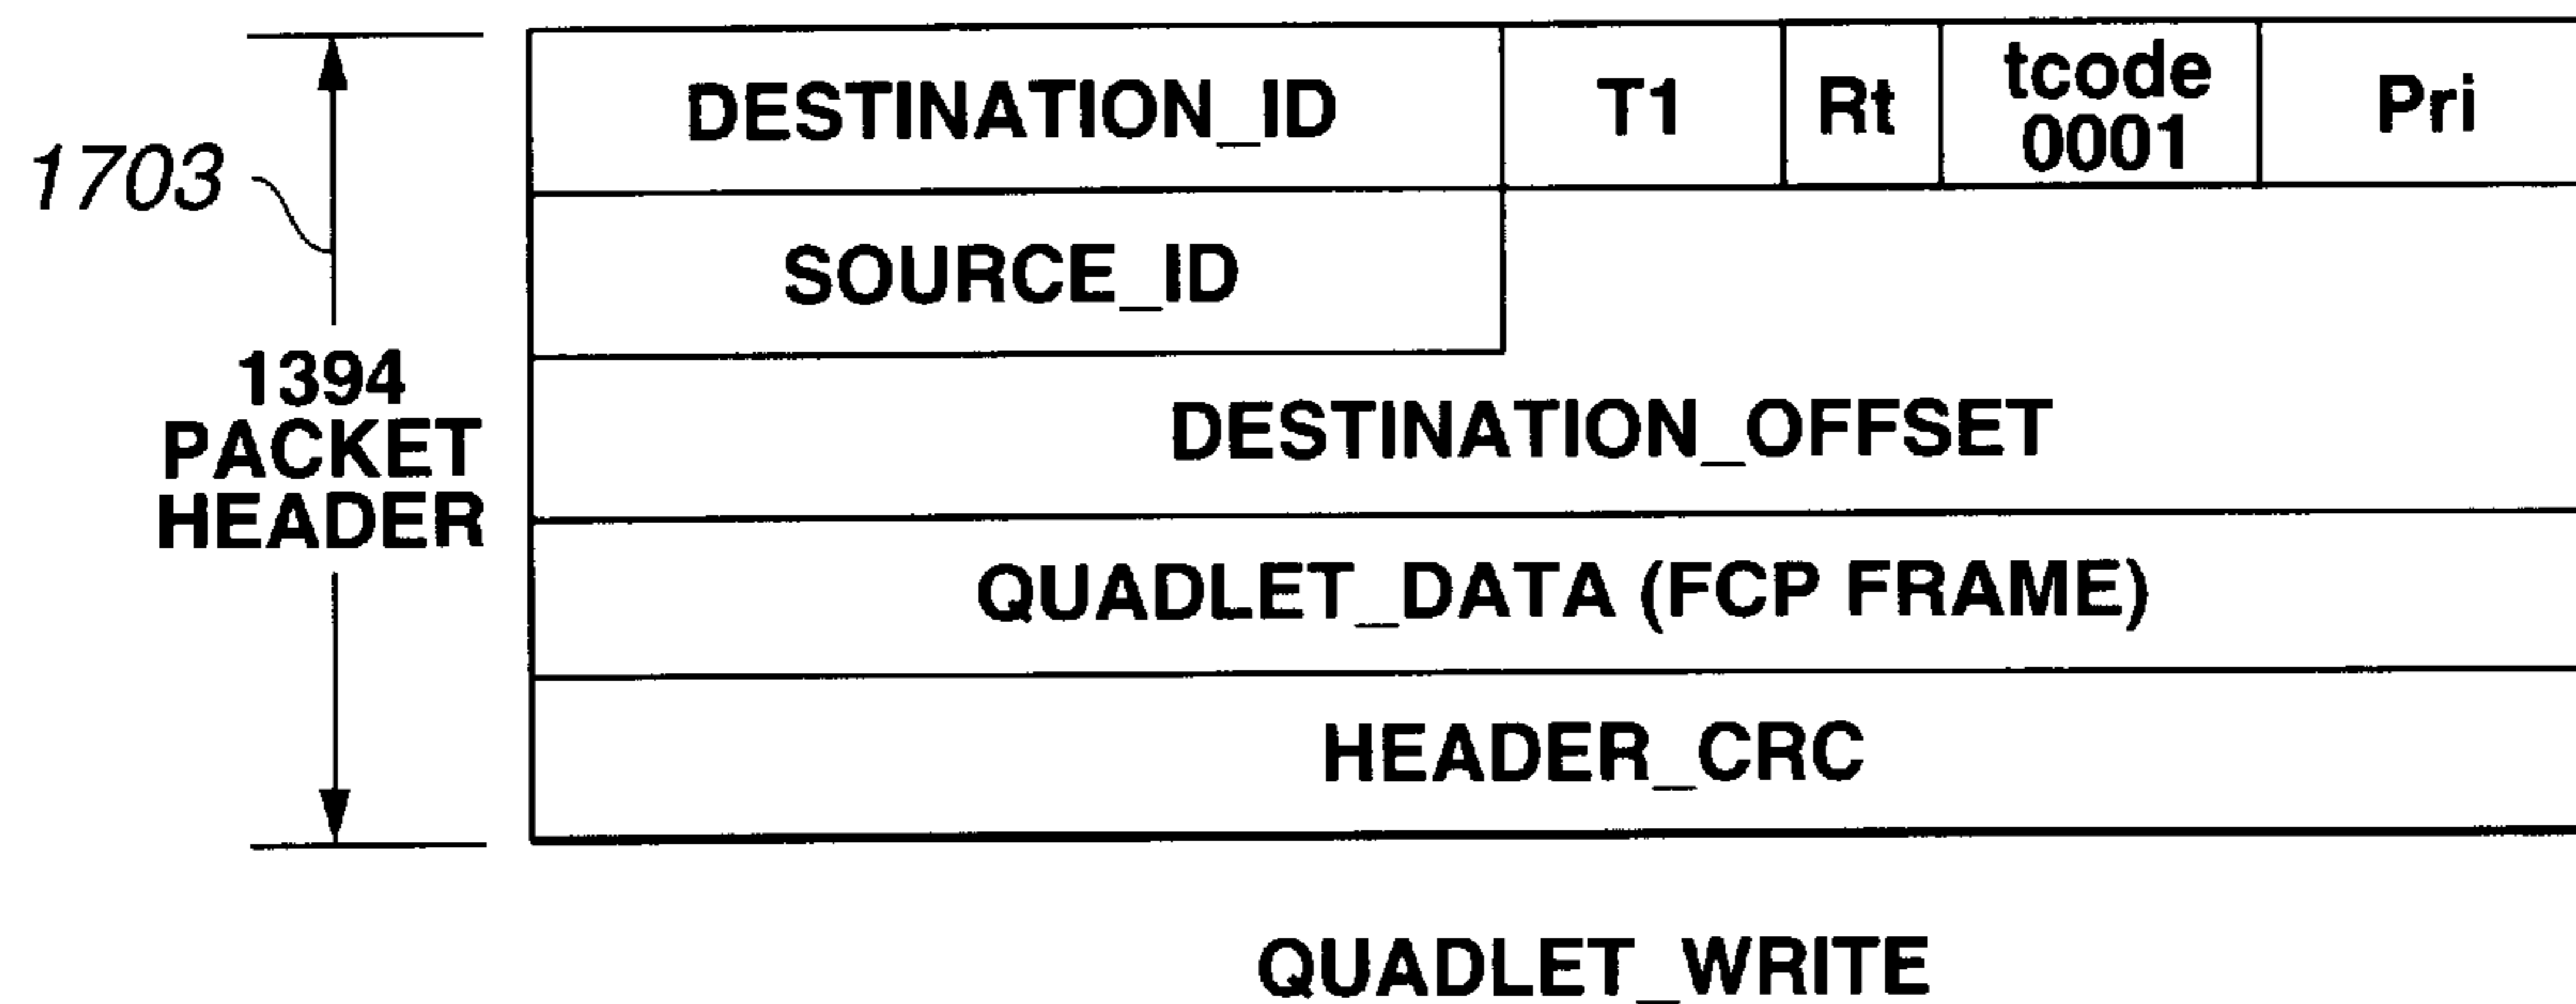 DESTINATION_ID T1 Rt tcode 0001 Pri
1703
SOURCE_ID
1394
PACKET
HEADER
DESTINATION_OFFSET
QUADLET_DATA (FCP FRAME)
HEADER_CRC
QUADLET_WRITE